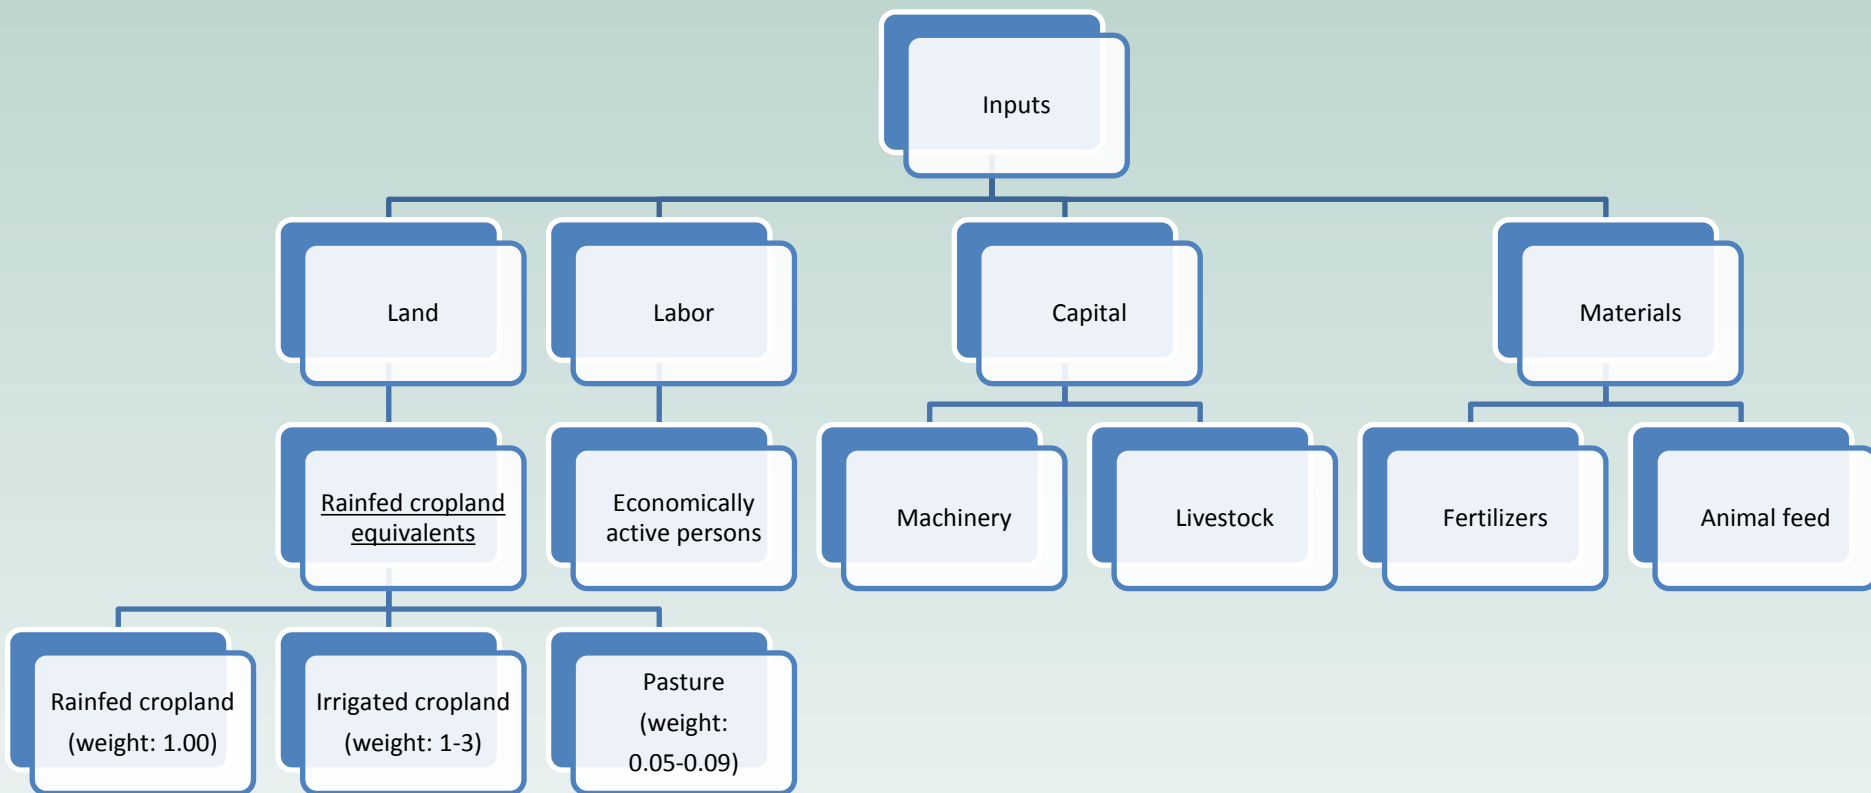 Inputs
Land
Labor
Capital
Materials
Rainfed cropland
equivalents
Economically
active persons
Machinery
Livestock
Fertilizers
Animal feed
Rainfed cropland
(weight: 1.00)
Irrigated cropland
(weight: 1-3)
Pasture
(weight:
0.05-0.09)